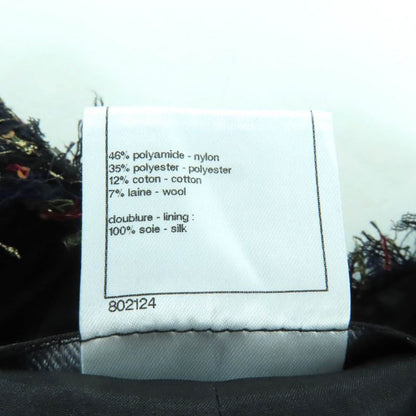 46% polyamide - nylon
35% polyester - polyester
12% coton - cotton
7% laine - wool
doublure - lining :
100% soie - silk
802124